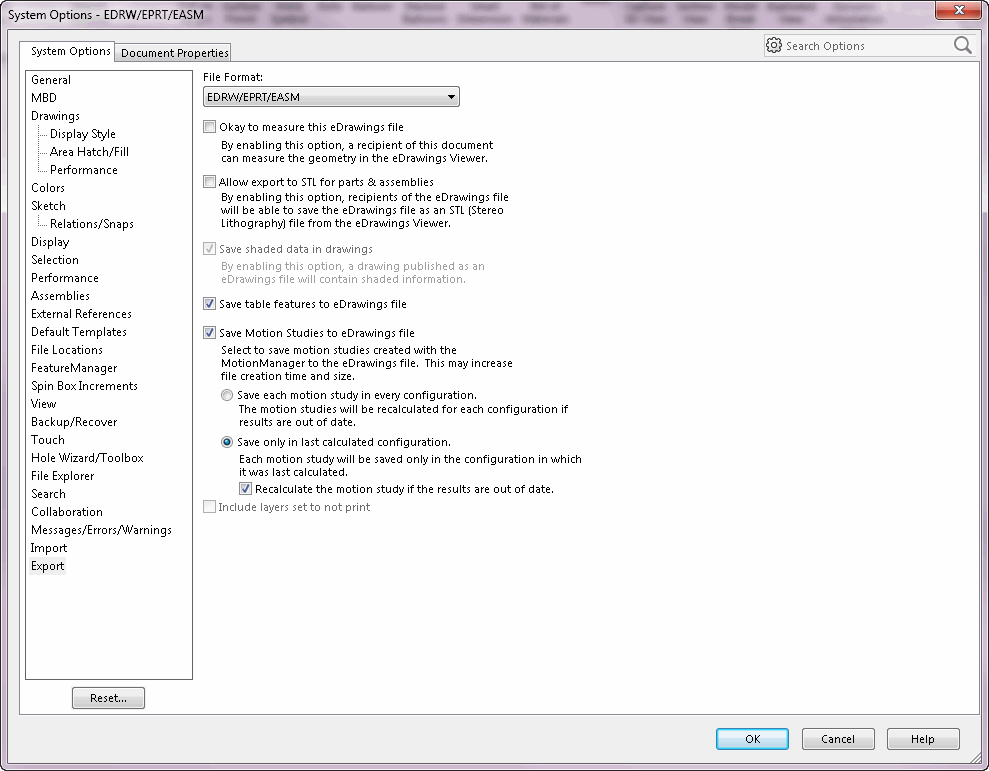 System Options - EDRW/EPRT/EASM
System Options
Document Properties
Search Options
General
MBD
Drawings
Display Style
Area Hatch/Fill
Performance
Colors
Sketch
Relations/Snaps
Display
Selection
Performance
Assemblies
External References
Default Templates
File Locations
FeatureManager
Spin Box Increments
View
Backup/Recover
Touch
Hole Wizard/Toolbox
File Explorer
Search
Collaboration
Messages/Errors/Warnings
Import
Export
Reset...
File Format:
EDRW/EPRT/EASM
Okay to measure this eDrawings file
By enabling this option, a recipient of this document
can measure the geometry in the eDrawings Viewer.
Allow export to STL for parts & assemblies
By enabling this option, recipients of the eDrawings file
will be able to save the eDrawings file as an STL (Stereo
Lithography) file from the eDrawings Viewer.
Save shaded data in drawings
By enabling this option, a drawing published as an
eDrawings file will contain shaded information.
Save table features to eDrawings file
Save Motion Studies to eDrawings file
Select to save motion studies created with the
MotionManager to the eDrawings file. This may increase
file creation time and size.
Save each motion study in every configuration.
The motion studies will be recalculated for each configuration if
results are out of date.
Save only in last calculated configuration.
Each motion study will be saved only in the configuration in which
it was last calculated.
Recalculate the motion study if the results are out of date.
Include layers set to not print
OK
Cancel
Help